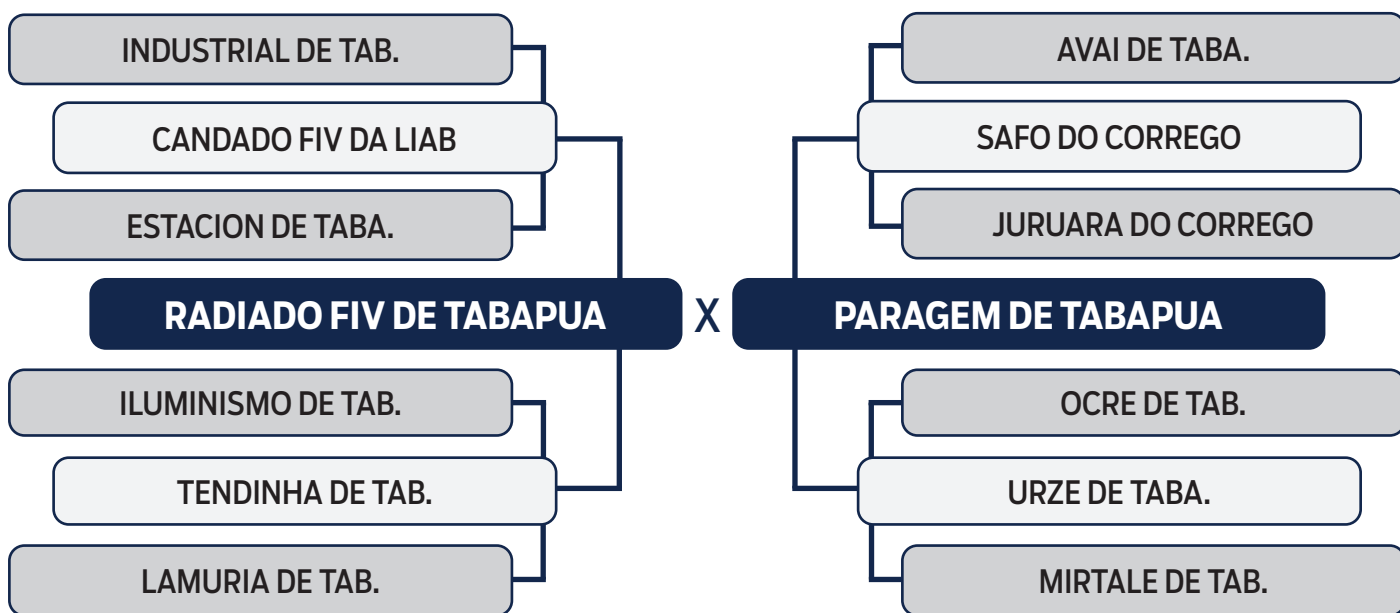 INDUSTRIAL DE TAB.
CANDADO FIV DA LIAB
ESTACION DE TABA.
RADIADO FIV DE TABAPUA
ILUMINISMO DE TAB.
TENDINHA DE TAB.
LAMURIA DE TAB.
X
AVAI DE TABA.
SAFO DO CORREGO
JURUARA DO CORREGO
PARAGEM DE TABAPUA
OCRE DE TAB.
URZE DE TABA.
MIRTALE DE TAB.